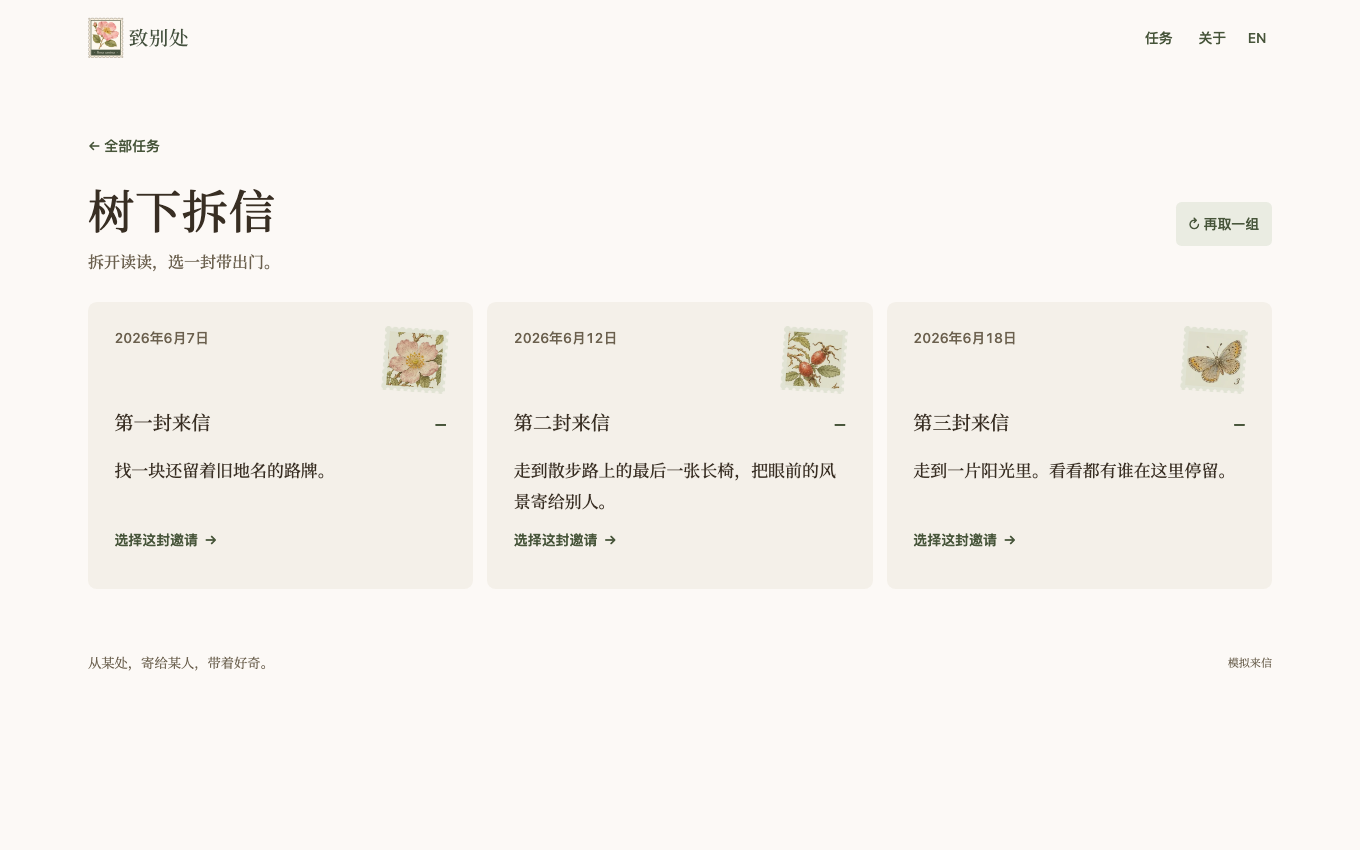 致别处
任务 关于 EN
← 全部任务
树下拆信
↻ 再取一组
拆开读读，选一封带出门。
2026年6月7日
第一封来信 –
找一块还留着旧地名的路牌。
选择这封邀请 →
2026年6月12日
第二封来信 –
走到散步路上的最后一张长椅，把眼前的风
景寄给别人。
选择这封邀请 →
2026年6月18日
3
第三封来信 –
走到一片阳光里。看看都有谁在这里停留。
选择这封邀请 →
从某处，寄给某人，带着好奇。
模拟来信